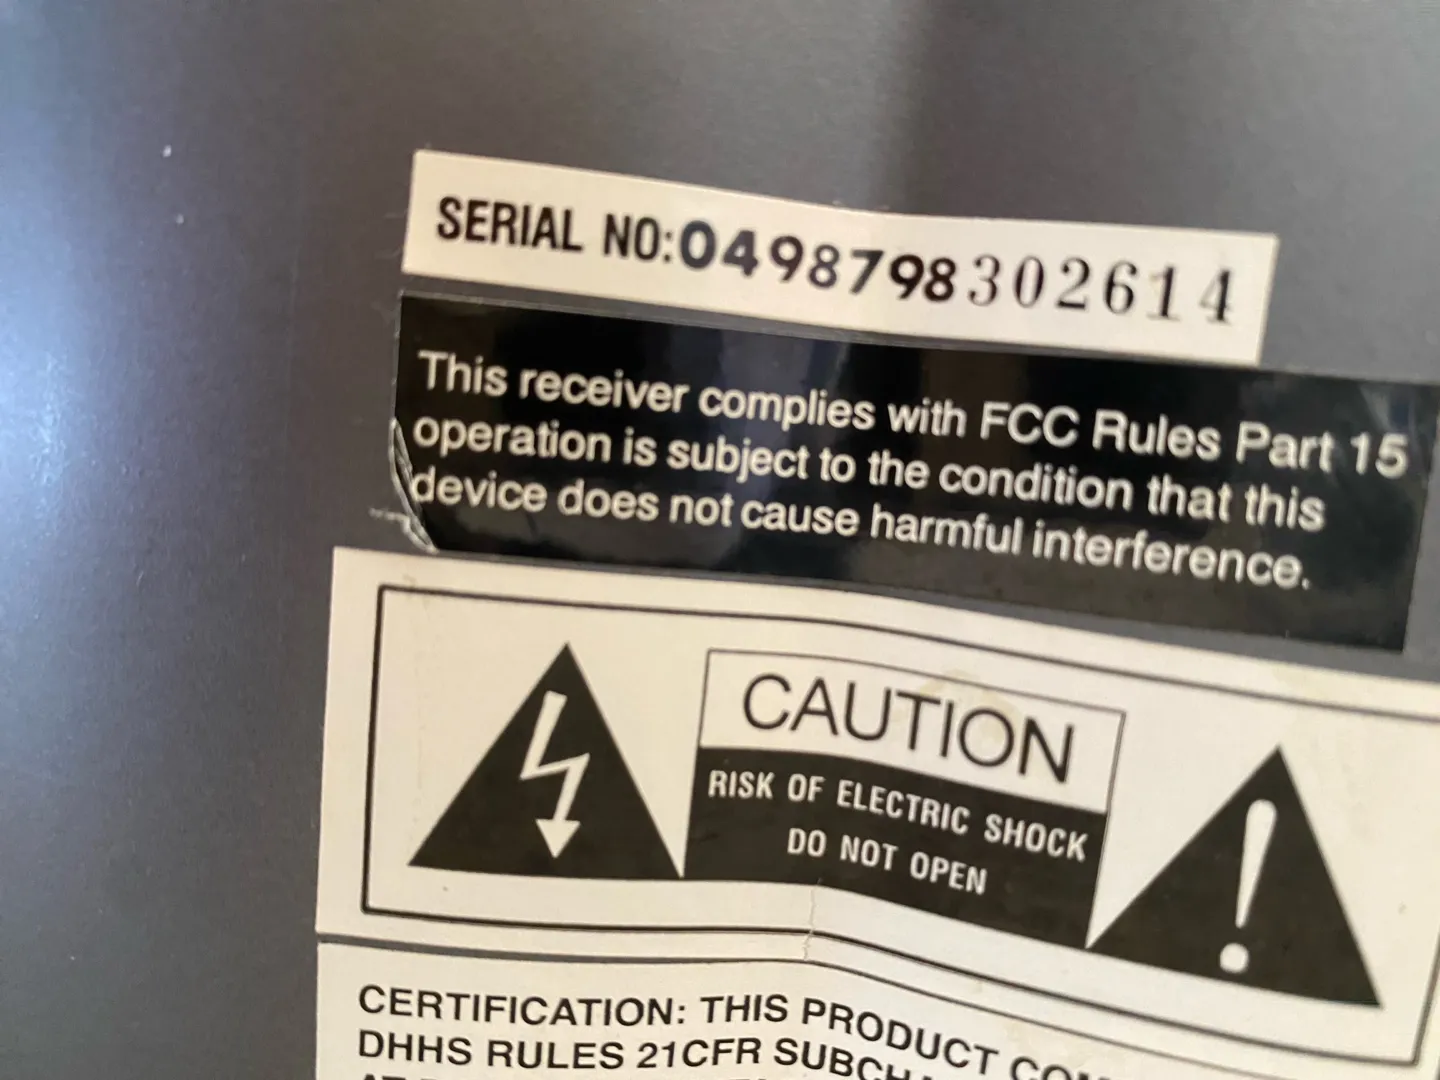 SERIAL NO:0498798302614
This receiver complies with FCC Rules Part 15
operation is subject to the condition that this
device does not cause harmful interference.
CAUTION
RISK OF ELECTRIC SHOCK
DO NOT OPEN
CERTIFICATION: THIS PRODUCT
DHHS RULES 21CFR